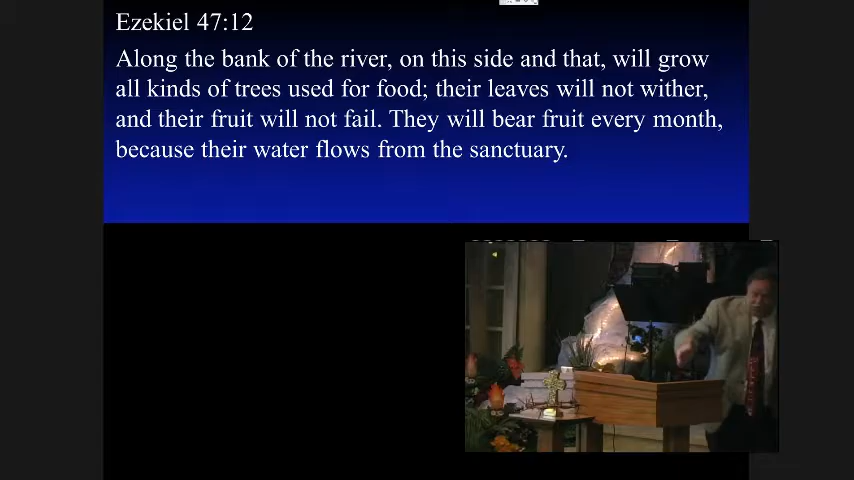 Ezekiel 47:12
Along the bank of the river, on this side and that, will grow
all kinds of trees used for food; their leaves will not wither,
and their fruit will not fail. They will bear fruit every month,
because their water flows from the sanctuary.